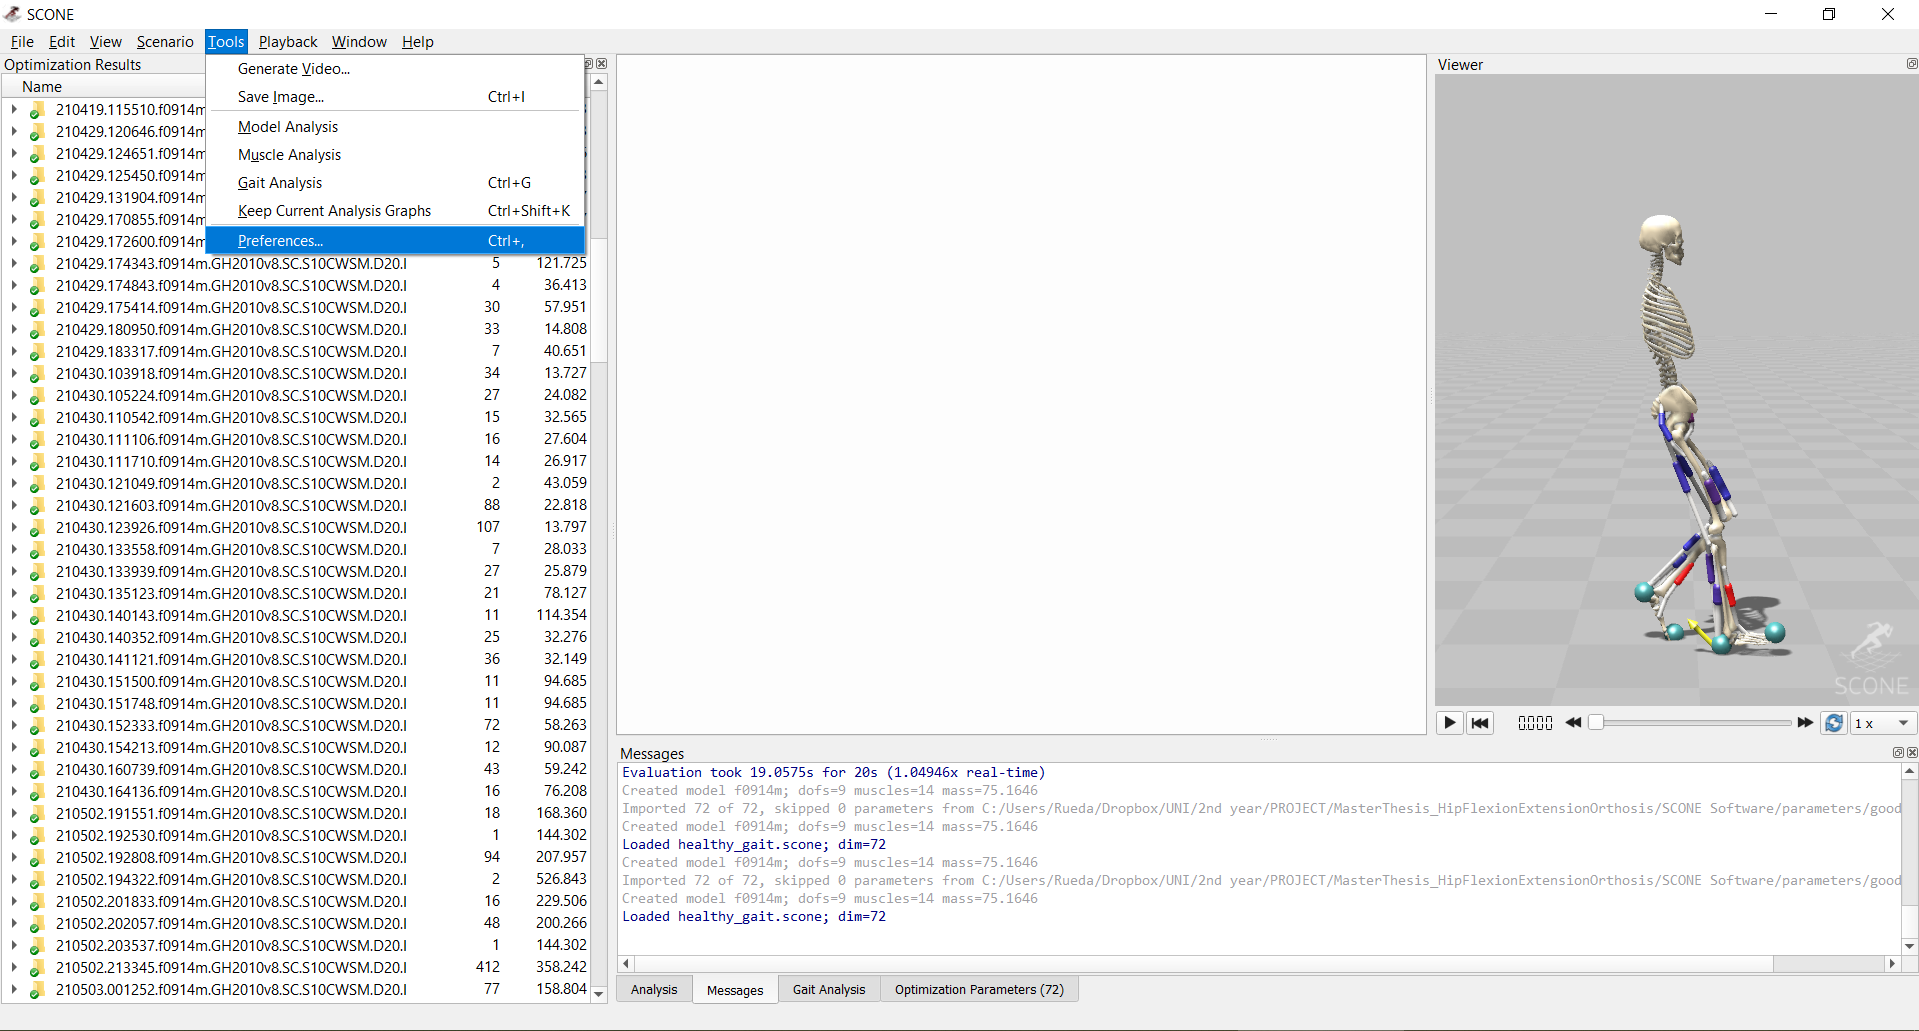 SCONE
File Edit View Scenario Tools Playback Window Help
Optimization Results
Name
Generate Video...
Save Image... Ctrl+I
Model Analysis
Muscle Analysis
Gait Analysis Ctrl+G
Keep Current Analysis Graphs Ctrl+Shift+K
Preferences... Ctrl+,
210419.115510.f0914m
210429.120646.f0914m
210429.124651.f0914m
210429.125450.f0914m
210429.131904.f0914m
210429.170855.f0914m
210429.172600.f0914m
210429.174343.f0914m.GH2010v8.SC.S10CWSM.D20.I 5 121.725
210429.174843.f0914m.GH2010v8.SC.S10CWSM.D20.I 4 36.413
210429.175414.f0914m.GH2010v8.SC.S10CWSM.D20.I 30 57.951
210429.180950.f0914m.GH2010v8.SC.S10CWSM.D20.I 33 14.808
210429.183317.f0914m.GH2010v8.SC.S10CWSM.D20.I 7 40.651
210430.103918.f0914m.GH2010v8.SC.S10CWSM.D20.I 34 13.727
210430.105224.f0914m.GH2010v8.SC.S10CWSM.D20.I 27 24.082
210430.110542.f0914m.GH2010v8.SC.S10CWSM.D20.I 15 32.565
210430.111106.f0914m.GH2010v8.SC.S10CWSM.D20.I 16 27.604
210430.111710.f0914m.GH2010v8.SC.S10CWSM.D20.I 14 26.917
210430.121049.f0914m.GH2010v8.SC.S10CWSM.D20.I 2 43.059
210430.121603.f0914m.GH2010v8.SC.S10CWSM.D20.I 88 22.818
210430.123926.f0914m.GH2010v8.SC.S10CWSM.D20.I 107 13.797
210430.133558.f0914m.GH2010v8.SC.S10CWSM.D20.I 7 28.033
210430.133939.f0914m.GH2010v8.SC.S10CWSM.D20.I 27 25.879
210430.135123.f0914m.GH2010v8.SC.S10CWSM.D20.I 21 78.127
210430.140143.f0914m.GH2010v8.SC.S10CWSM.D20.I 11 114.354
210430.140352.f0914m.GH2010v8.SC.S10CWSM.D20.I 25 32.276
210430.141121.f0914m.GH2010v8.SC.S10CWSM.D20.I 36 32.149
210430.151500.f0914m.GH2010v8.SC.S10CWSM.D20.I 11 94.685
210430.151748.f0914m.GH2010v8.SC.S10CWSM.D20.I 11 94.685
210430.152333.f0914m.GH2010v8.SC.S10CWSM.D20.I 72 58.263
210430.154213.f0914m.GH2010v8.SC.S10CWSM.D20.I 12 90.087
210430.160739.f0914m.GH2010v8.SC.S10CWSM.D20.I 43 59.242
210430.164136.f0914m.GH2010v8.SC.S10CWSM.D20.I 16 76.208
210502.191551.f0914m.GH2010v8.SC.S10CWSM.D20.I 18 168.360
210502.192530.f0914m.GH2010v8.SC.S10CWSM.D20.I 1 144.302
210502.192808.f0914m.GH2010v8.SC.S10CWSM.D20.I 94 207.957
210502.194322.f0914m.GH2010v8.SC.S10CWSM.D20.I 2 526.843
210502.201833.f0914m.GH2010v8.SC.S10CWSM.D20.I 16 229.506
210502.202057.f0914m.GH2010v8.SC.S10CWSM.D20.I 48 200.266
210502.203537.f0914m.GH2010v8.SC.S10CWSM.D20.I 1 144.302
210502.213345.f0914m.GH2010v8.SC.S10CWSM.D20.I 412 358.242
210503.001252.f0914m.GH2010v8.SC.S10CWSM.D20.I 77 158.804
Viewer
SCONE
0.000 1 x
Messages
Evaluation took 19.0575s for 20s (1.04946x real-time)
Created model f0914m; dofs=9 muscles=14 mass=75.1646
Imported 72 of 72, skipped 0 parameters from C:/Users/Rueda/Dropbox/UNI/2nd year/PROJECT/MasterThesis_HipFlexionExtensionOrthosis/SCONE Software/parameters/good
Created model f0914m; dofs=9 muscles=14 mass=75.1646
Loaded healthy_gait.scone; dim=72
Created model f0914m; dofs=9 muscles=14 mass=75.1646
Imported 72 of 72, skipped 0 parameters from C:/Users/Rueda/Dropbox/UNI/2nd year/PROJECT/MasterThesis_HipFlexionExtensionOrthosis/SCONE Software/parameters/good
Created model f0914m; dofs=9 muscles=14 mass=75.1646
Loaded healthy_gait.scone; dim=72
Analysis Messages Gait Analysis Optimization Parameters (72)